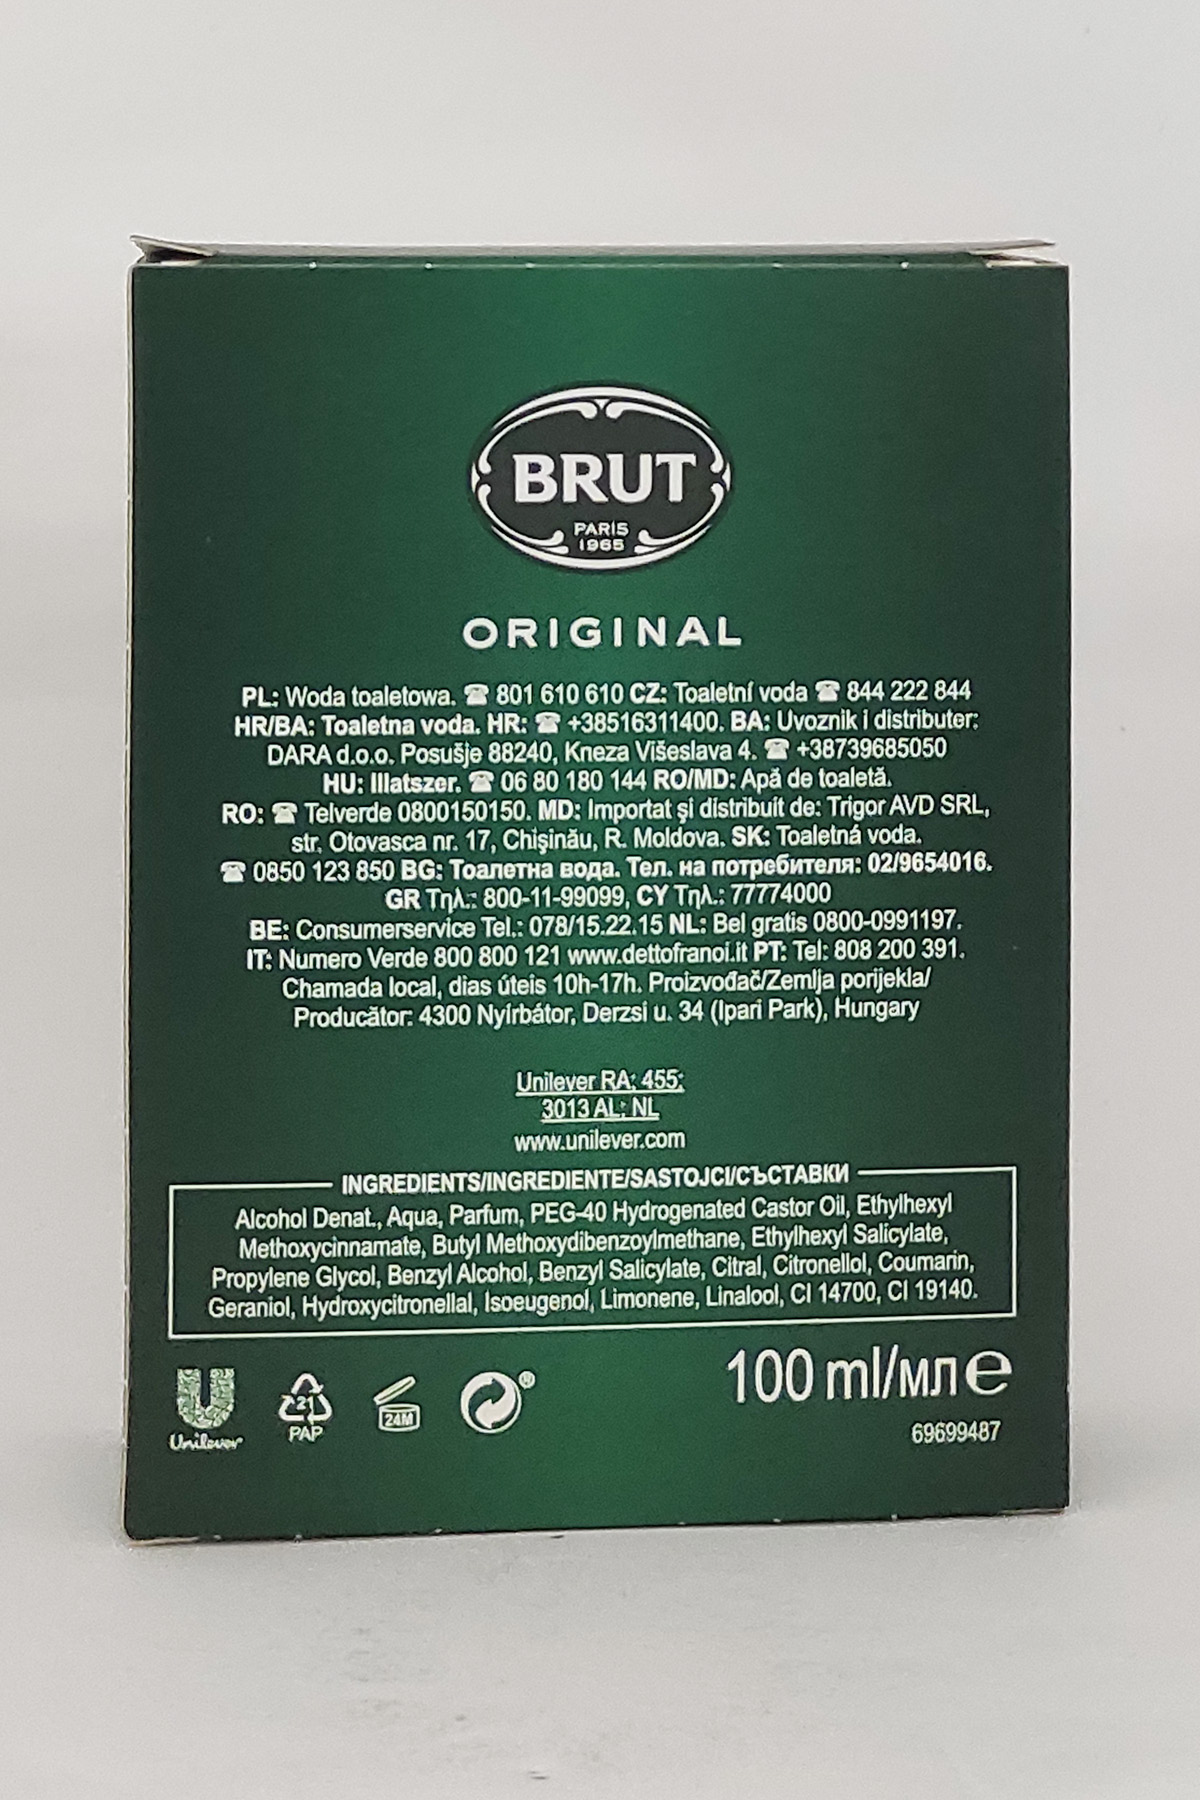 BRUT
PARIS
1965
ORIGINAL
PL: Woda toaletowa. ☎ 801 610 610 CZ: Toaletní voda ☎ 844 222 844
HR/BA: Toaletna voda. HR: ☎ +38516311400. BA: Uvoznik i distributer:
DARA d.o.o. Posušje 88240, Kneza Višeslava 4. ☎ +38739685050
HU: Illatszer. ☎ 06 80 180 144 RO/MD: Apă de toaletă.
RO: ☎ Telverde 0800150150. MD: Importat şi distribuit de: Trigor AVD SRL,
str. Otovasca nr. 17, Chişinău, R. Moldova. SK: Toaletná voda.
☎ 0850 123 850 BG: Тоалетна вода. Тел. на потребителя: 02/9654016.
GR Τηλ.: 800-11-99099, CY Τηλ.: 77774000
BE: Consumerservice Tel.: 078/15.22.15 NL: Bel gratis 0800-0991197.
IT: Numero Verde 800 800 121 www.dettofranoi.it PT: Tel: 808 200 391.
Chamada local, dias úteis 10h-17h. Proizvođač/Zemlja porijekla/
Producător: 4300 Nyírbátor, Derzsi u. 34 (Ipari Park), Hungary
Unilever RA; 455;
3013 AL; NL
www.unilever.com
INGREDIENTS/INGREDIENTE/SASTOJCI/СЪСТАВКИ
Alcohol Denat., Aqua, Parfum, PEG-40 Hydrogenated Castor Oil, Ethylhexyl
Methoxycinnamate, Butyl Methoxydibenzoylmethane, Ethylhexyl Salicylate,
Propylene Glycol, Benzyl Alcohol, Benzyl Salicylate, Citral, Citronellol, Coumarin,
Geraniol, Hydroxycitronellal, Isoeugenol, Limonene, Linalool, CI 14700, CI 19140.
Unilever
21
PAP
24M
®
100 ml/мл e
69699487